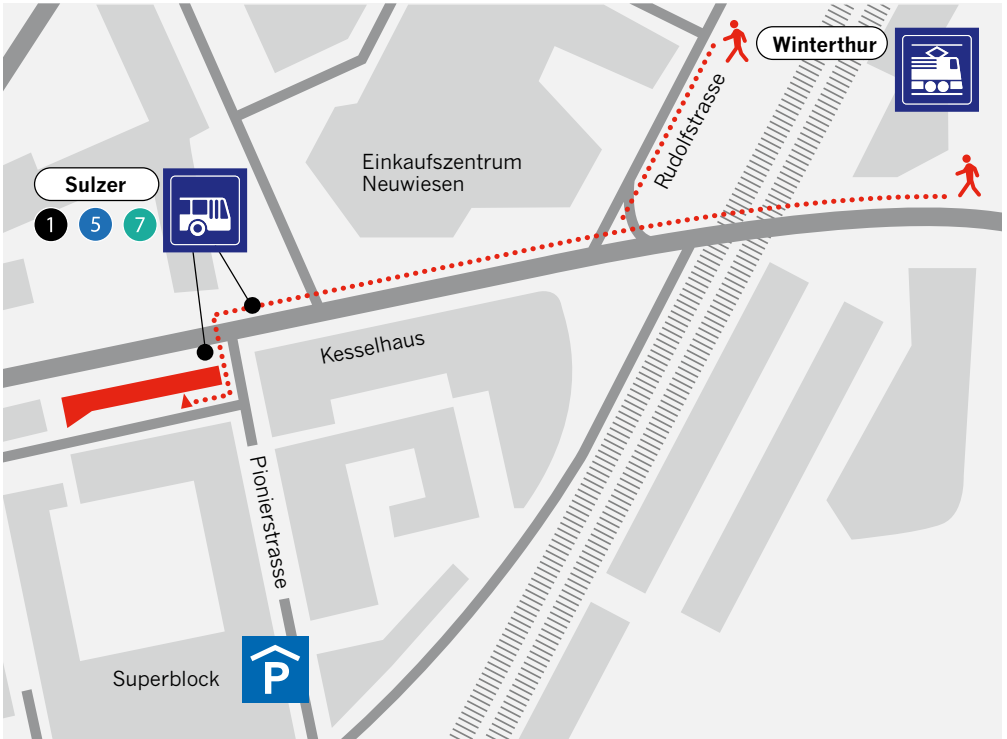 Winterthur
Rudolfstrasse
Einkaufszentrum
Neuwiesen
Sulzer
1 5 7
Kesselhaus
Pionierstrasse
Superblock
P